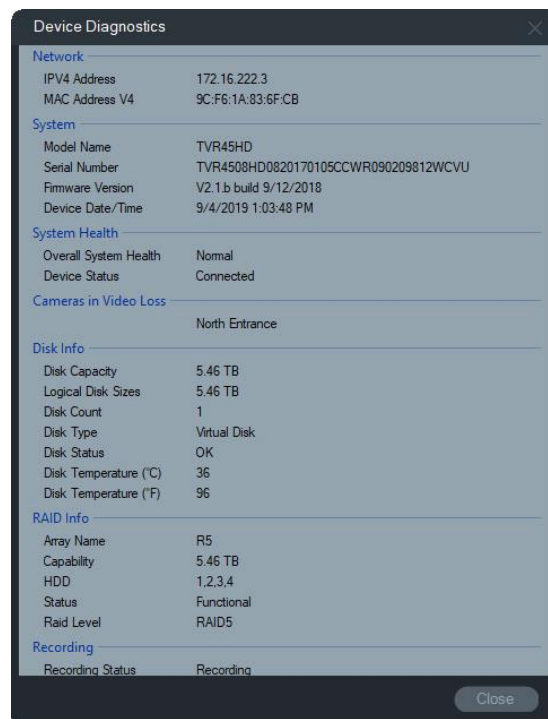 Device Diagnostics
Network
IPV4 Address 172.16.222.3
MAC Address V4 9C:F6:1A:83:6F:CB
System
Model Name TVR45HD
Serial Number TVR4508HD0820170105CCWR090209812WCVU
Firmware Version V2.1.b build 9/12/2018
Device Date/Time 9/4/2019 1:03:48 PM
System Health
Overall System Health Normal
Device Status Connected
Cameras in Video Loss
North Entrance
Disk Info
Disk Capacity 5.46 TB
Logical Disk Sizes 5.46 TB
Disk Count 1
Disk Type Virtual Disk
Disk Status OK
Disk Temperature (°C) 36
Disk Temperature (°F) 96
RAID Info
Array Name R5
Capability 5.46 TB
HDD 1,2,3,4
Status Functional
Raid Level RAID5
Recording
Recording Status Recording
Close